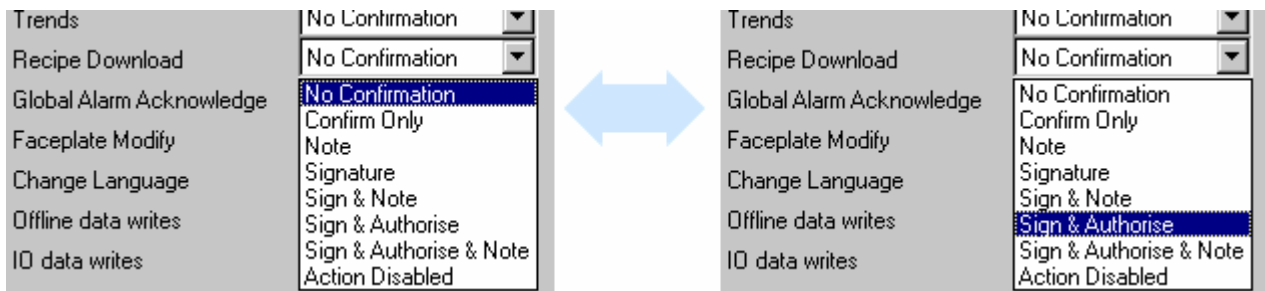 Trends
No Confirmation
Recipe Download
No Confirmation
Global Alarm Acknowledge
Faceplate Modify
Change Language
Offline data writes
IO data writes
No Confirmation
Confirm Only
Note
Signature
Sign & Note
Sign & Authorise
Sign & Authorise & Note
Action Disabled
Trends
No Confirmation
Recipe Download
No Confirmation
Global Alarm Acknowledge
Faceplate Modify
Change Language
Offline data writes
IO data writes
No Confirmation
Confirm Only
Note
Signature
Sign & Note
Sign & Authorise
Sign & Authorise & Note
Action Disabled